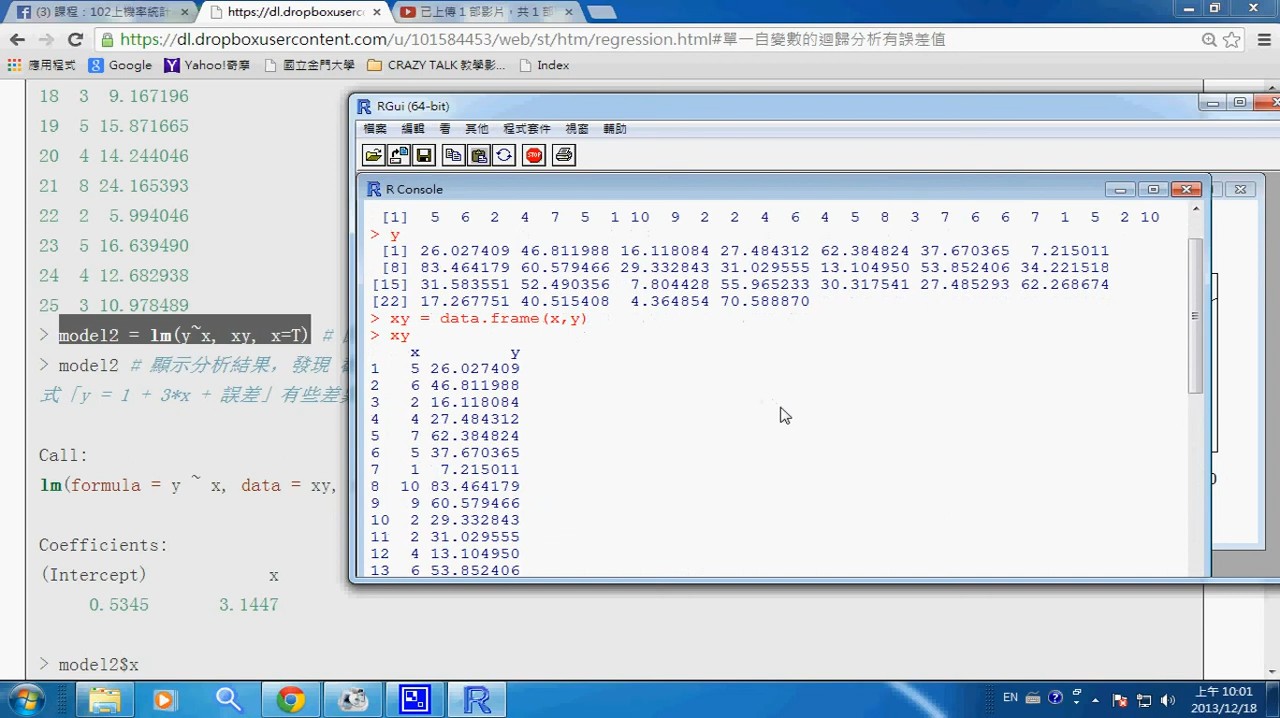 (3) 課程：102上機率統計
https://dl.dropboxuserco
已上傳 1 部影片，共 1 部
https://dl.dropboxusercontent.com/u/101584453/web/st/htm/regression.html#單一自變數的迴歸分析有誤差值
應用程式 Google Yahoo!奇摩 國立金門大學 CRAZY TALK 教學影... Index
18 3 9.167196
19 5 15.871665
20 4 14.244046
21 8 24.165393
22 2 5.994046
23 5 16.639490
24 4 12.682938
25 3 10.978489
> model2 = lm(y~x, xy, x=T) #
> model2 # 顯示分析結果，發現
式「y = 1 + 3*x + 誤差」有些差
Call:
lm(formula = y ~ x, data = xy,
Coefficients:
(Intercept) x
0.5345 3.1447
> model2$x
RGui (64-bit)
檔案 編輯 看 其他 程式套件 視窗 輔助
STOP
R Console
[1] 5 6 2 4 7 5 1 10 9 2 2 4 6 4 5 8 3 7 6 6 7 1 5 2 10
> y
[1] 26.027409 46.811988 16.118084 27.484312 62.384824 37.670365 7.215011
[8] 83.464179 60.579466 29.332843 31.029555 13.104950 53.852406 34.221518
[15] 31.583551 52.490356 7.804428 55.965233 30.317541 27.485293 62.268674
[22] 17.267751 40.515408 4.364854 70.588870
> xy = data.frame(x,y)
> xy
x y
1 5 26.027409
2 6 46.811988
3 2 16.118084
4 4 27.484312
5 7 62.384824
6 5 37.670365
7 1 7.215011
8 10 83.464179
9 9 60.579466
10 2 29.332843
11 2 31.029555
12 4 13.104950
13 6 53.852406
0
EN
上午 10:01
2013/12/18